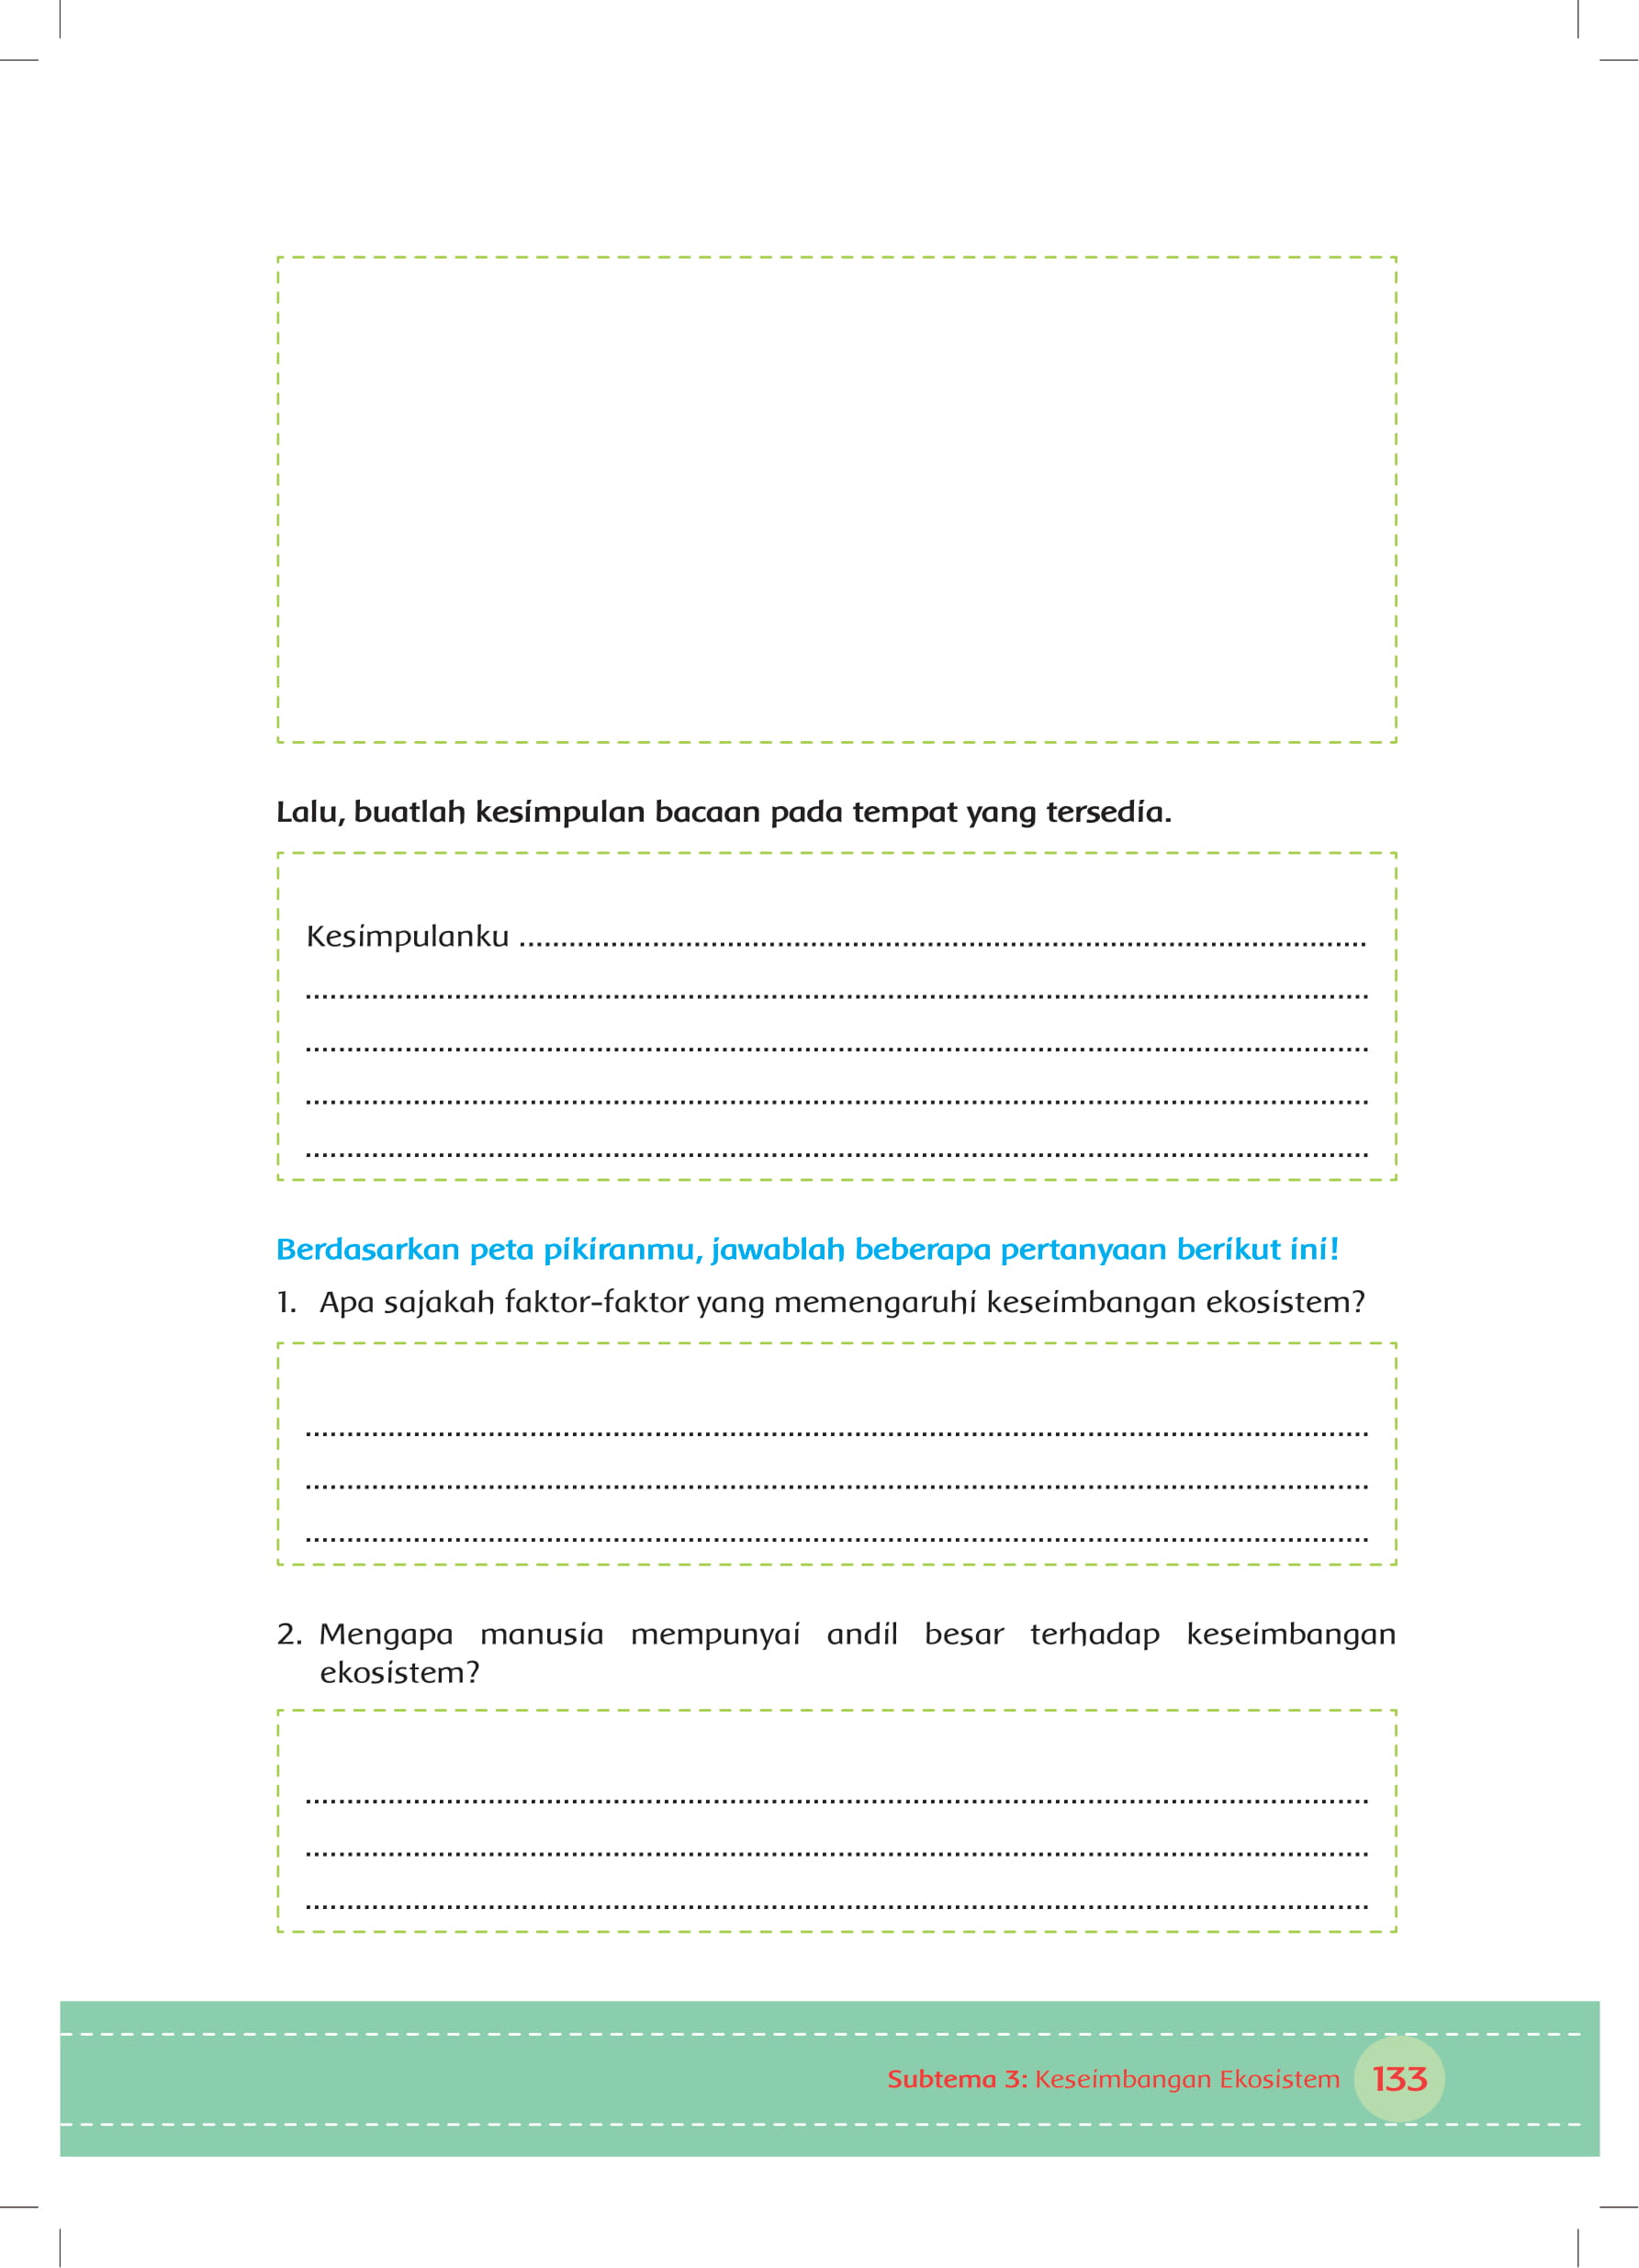 Lalu, buatlah kesimpulan bacaan pada tempat yang tersedia.
Kesimpulanku ........................................................................................................
....................................................................................................................................
....................................................................................................................................
....................................................................................................................................
....................................................................................................................................
Berdasarkan peta pikiranmu, jawablah beberapa pertanyaan berikut ini!
1. Apa sajakah faktor-faktor yang memengaruhi keseimbangan ekosistem?
....................................................................................................................................
....................................................................................................................................
....................................................................................................................................
2. Mengapa manusia mempunyai andil besar terhadap keseimbangan
ekosistem?
....................................................................................................................................
....................................................................................................................................
....................................................................................................................................
Subtema 3: Keseimbangan Ekosistem 133